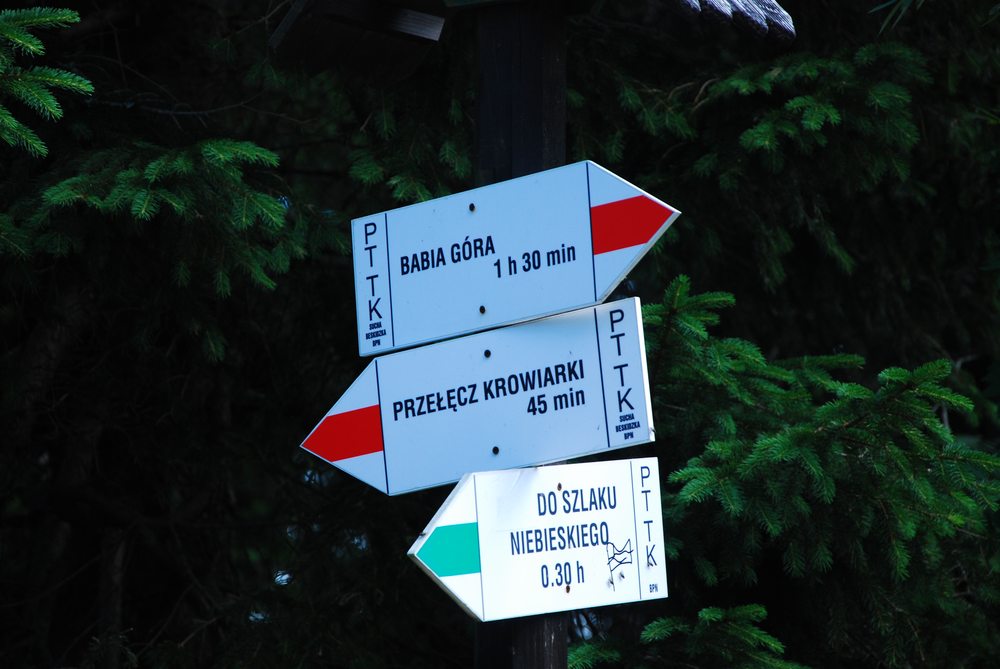 PTTK
SUCHA
BESKIDZKA
BPN
BABIA GÓRA
1 h 30 min
PRZEŁĘCZ KROWIARKI
45 min
PTTK
SUCHA
BESKIDZKA
BPN
DO SZLAKU
NIEBIESKIEGO
0.30 h
PTTK
BPN